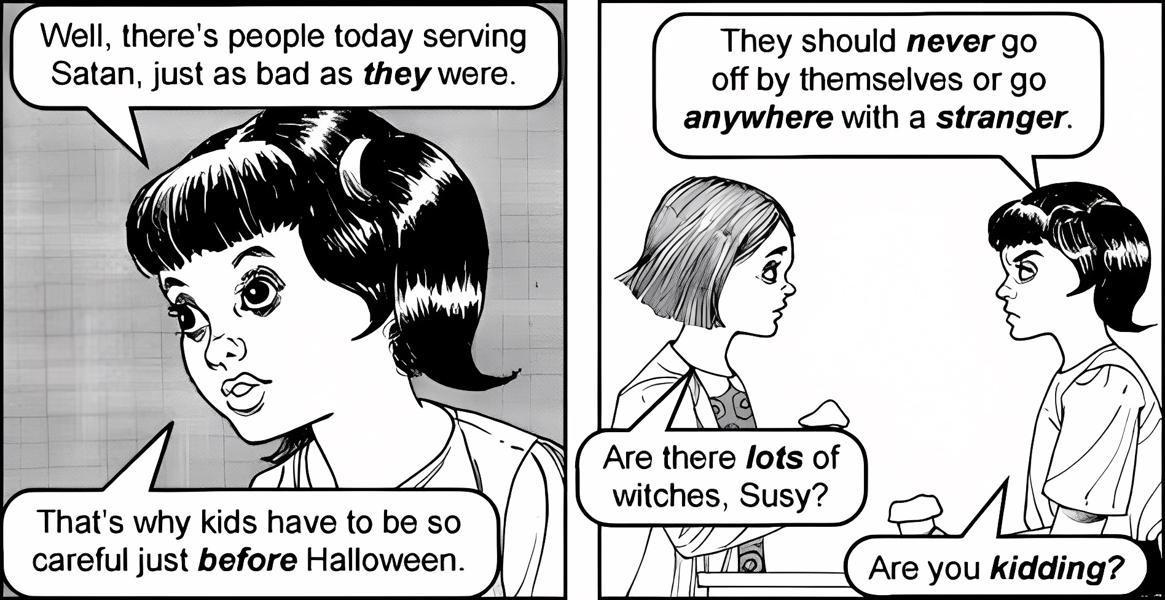 Well, there's people today serving
Satan, just as bad as they were.
That's why kids have to be so
careful just before Halloween.
They should never go
off by themselves or go
anywhere with a stranger.
Are there lots of
witches, Susy?
Are you kidding?